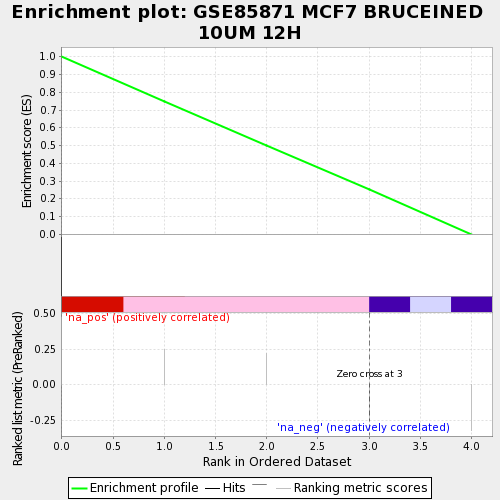 Enrichment plot: GSE85871 MCF7 BRUCEINED
10UM 12H
Enrichment score (ES)
1.0
0.9
0.8
0.7
0.6
0.5
0.4
0.3
0.2
0.1
0.0
Ranked list metric (PreRanked)
0.50
0.25
0.00
-0.25
'na_pos' (positively correlated)
Zero cross at 3
'na_neg' (negatively correlated)
0.0 0.5 1.0 1.5 2.0 2.5 3.0 3.5 4.0
Rank in Ordered Dataset
Enrichment profile Hits Ranking metric scores